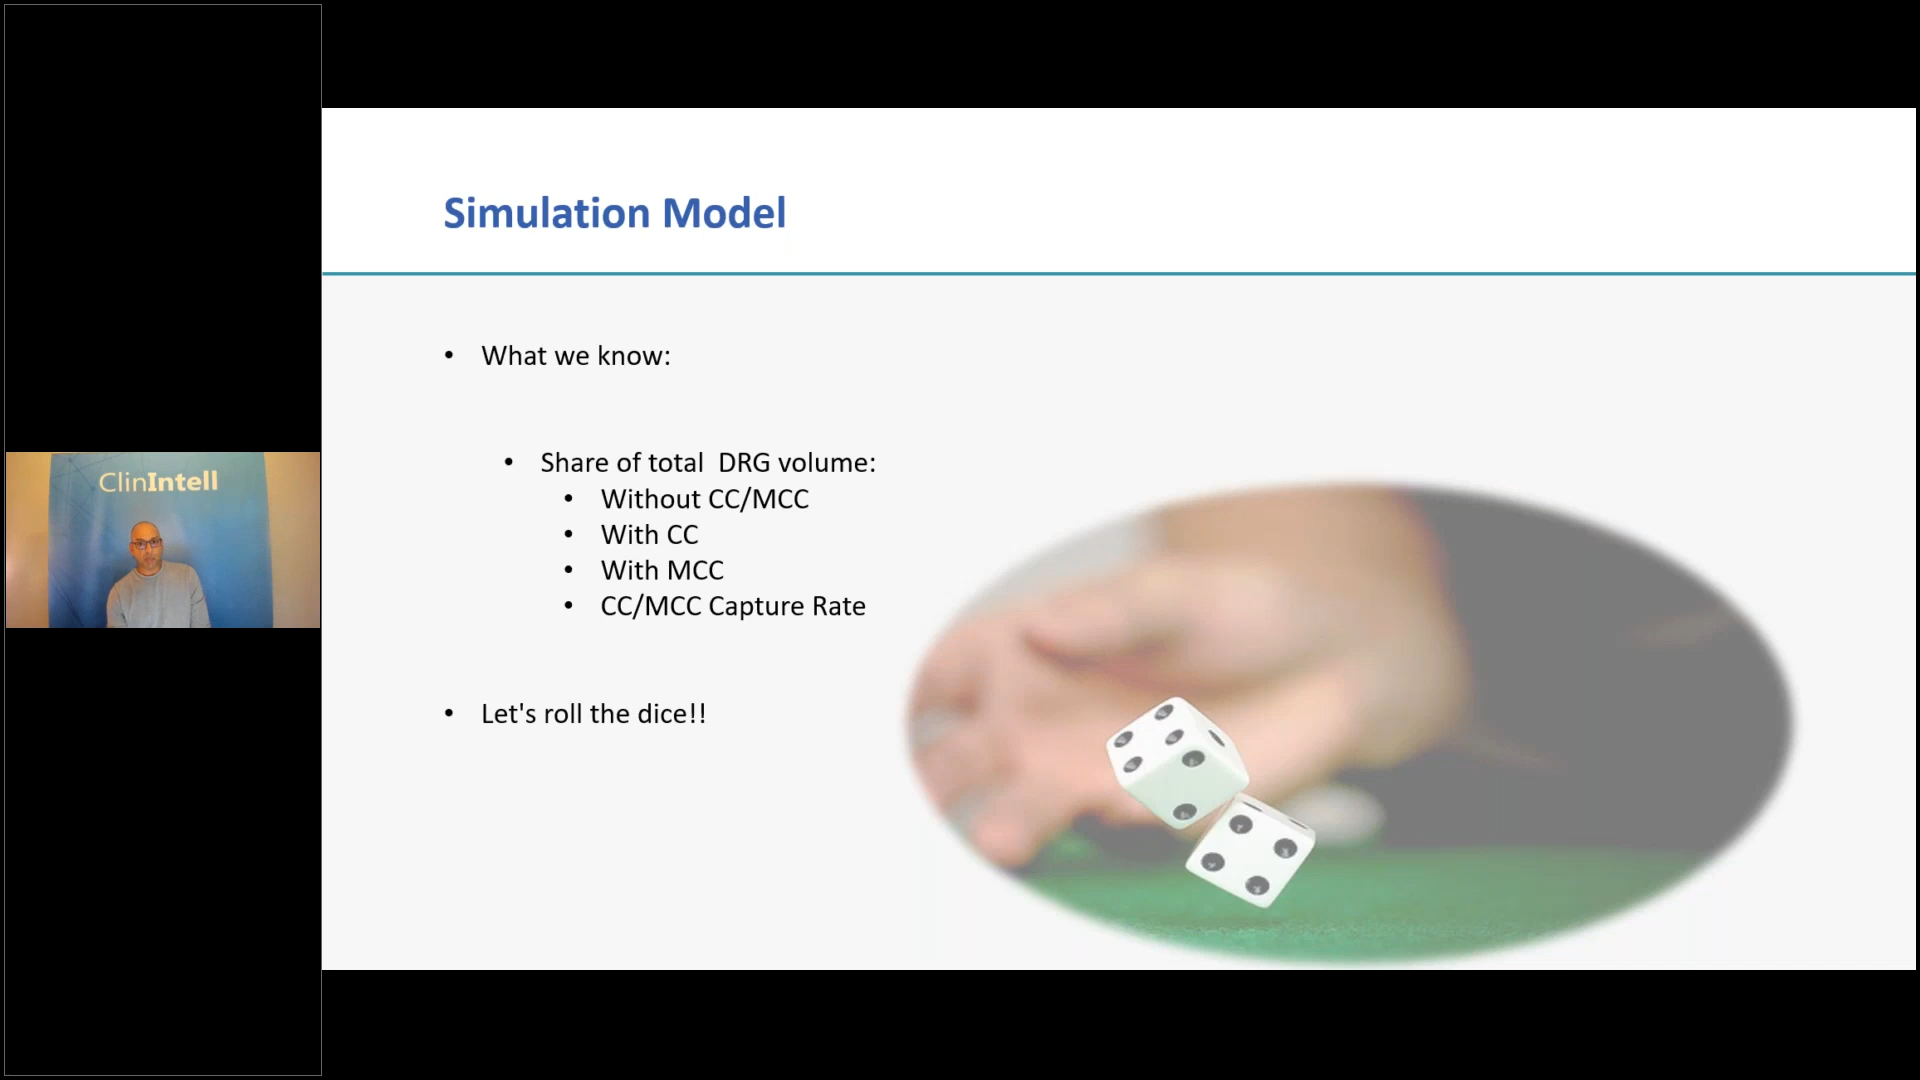 ClinIntell
Simulation Model
• What we know:
• Share of total  DRG volume:
• Without CC/MCC
• With CC
• With MCC
• CC/MCC Capture Rate
• Let's roll the dice!!